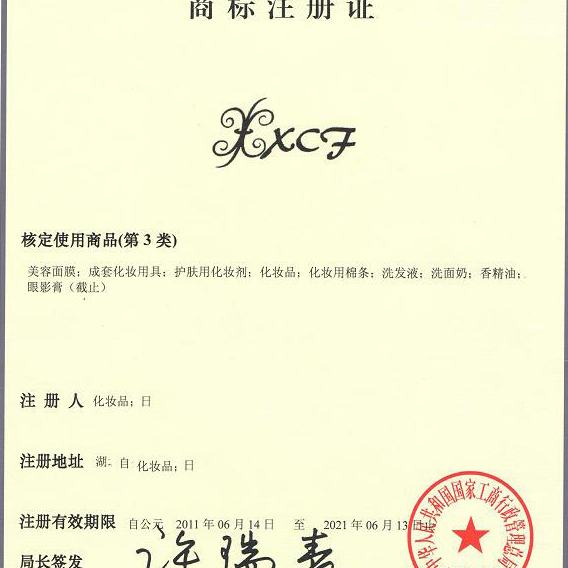 商标注册证
XCF
核定使用商品(第 3 类)
美容面膜；成套化妆用具；护肤用化妆剂；化妆品；化妆用棉条；洗发液；洗面奶；香精油；
眼影膏（截止）
注 册 人 化妆品；日
注册地址 湖 自 化妆品；日
注册有效期限 自公元 2011 年 06 月 14 日 至 2021 年 06 月 13 日止
局长签发 许瑞表
中华人民共和国国家工商行政管理总局